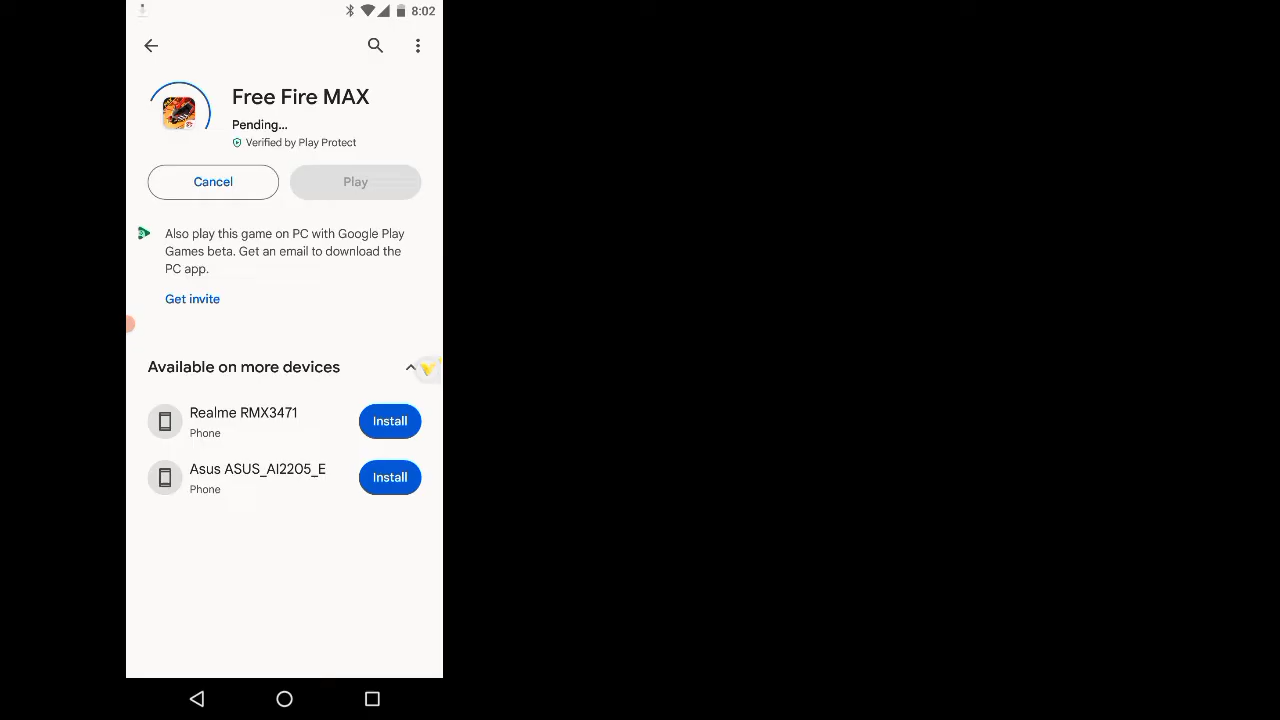 8:02
Free Fire MAX
Pending...
Verified by Play Protect
Cancel
Play
Also play this game on PC with Google Play
Games beta. Get an email to download the
PC app.
Get invite
Available on more devices
Realme RMX3471
Phone
Install
Asus ASUS_AI2205_E
Phone
Install